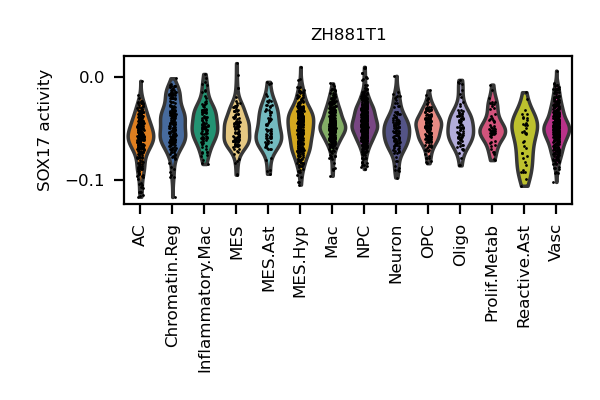 ZH881T1
SOX17 activity
0.0
−0.1
AC
Chromatin.Reg
Inflammatory.Mac
MES
MES.Ast
MES.Hyp
Mac
NPC
Neuron
OPC
Oligo
Prolif.Metab
Reactive.Ast
Vasc